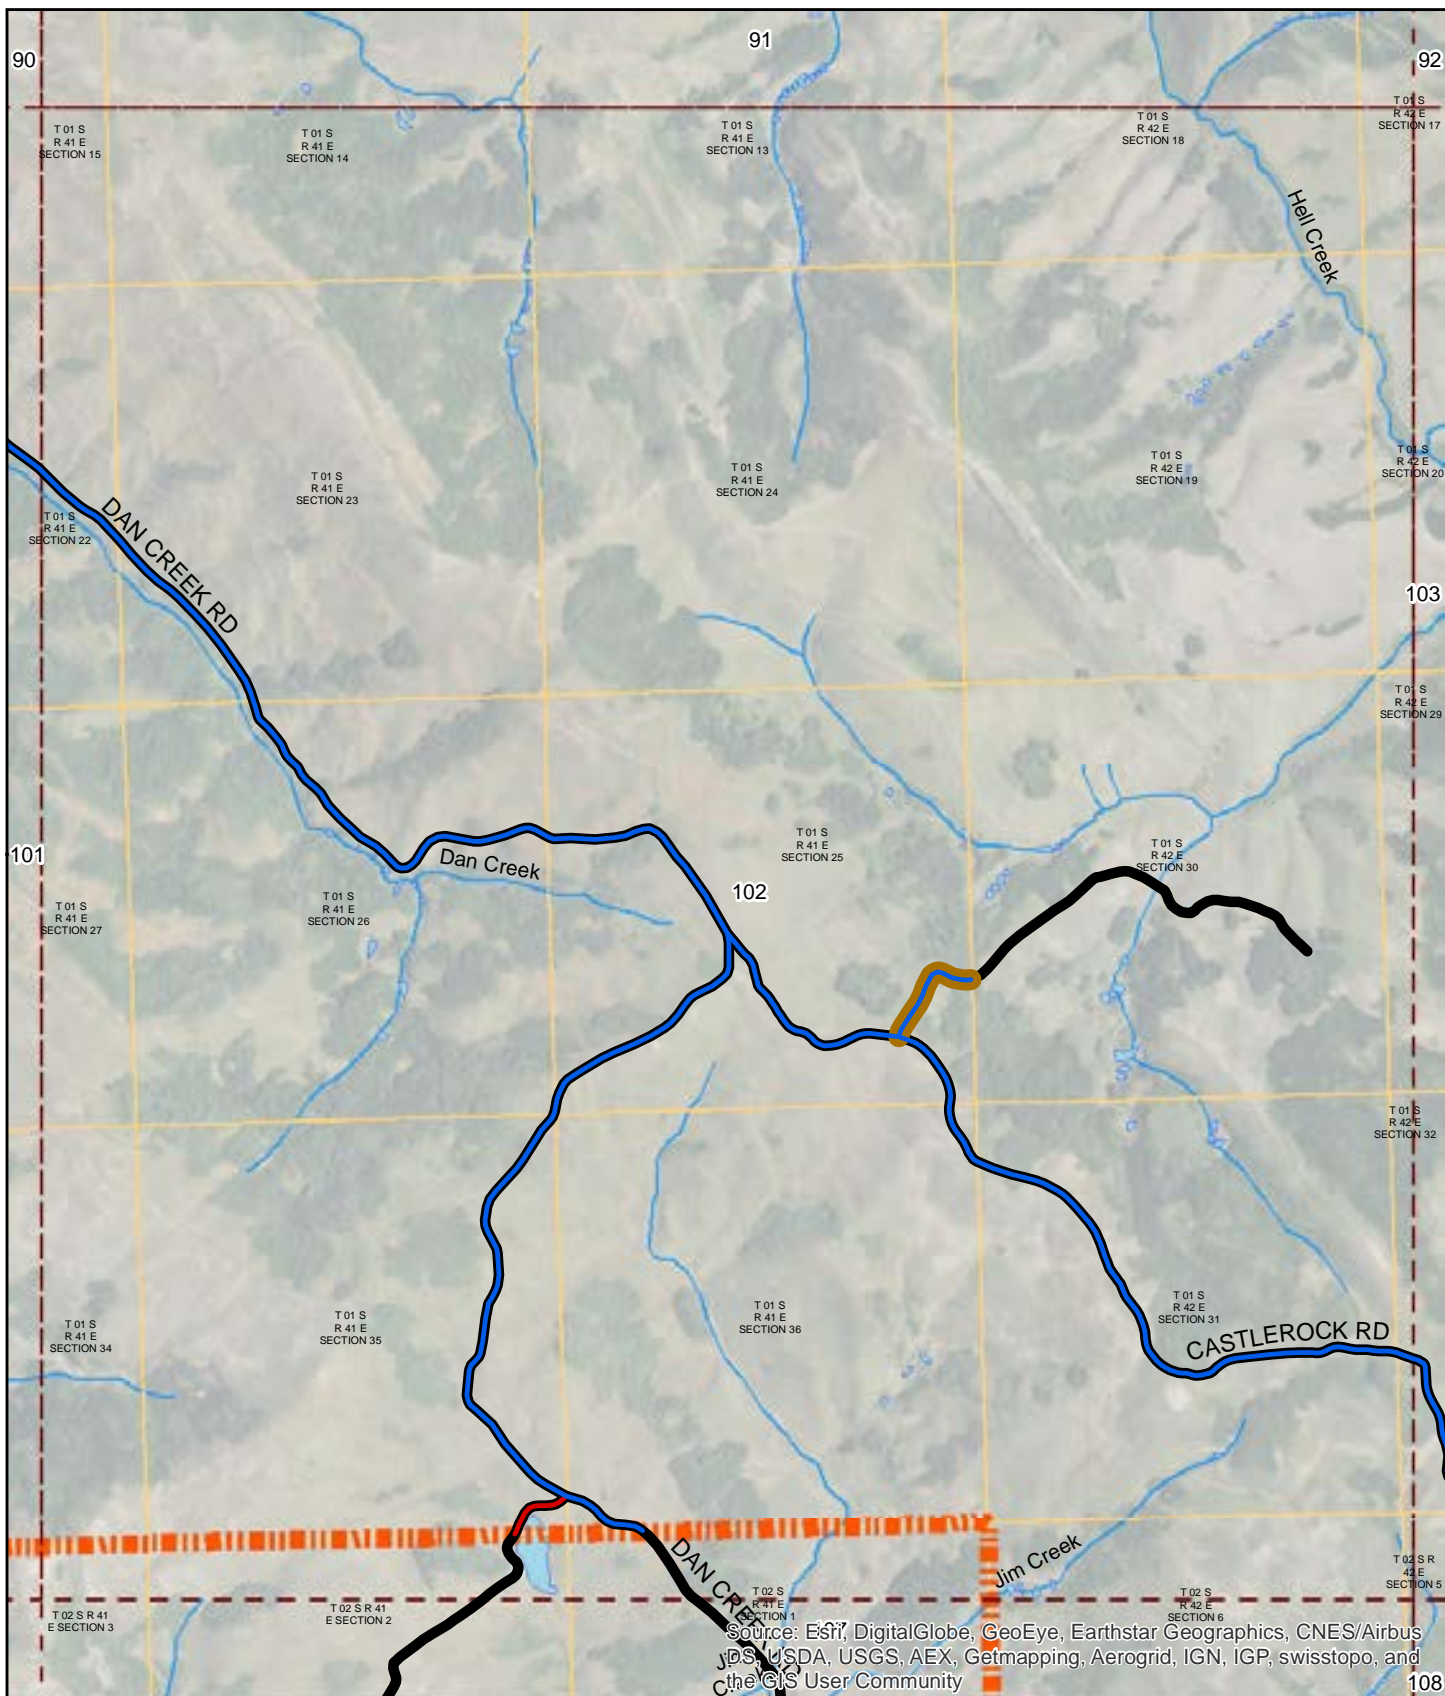 90
91
92
T 01 S
R 41 E
SECTION 15
T 01 S
R 41 E
SECTION 14
T 01 S
R 41 E
SECTION 13
T 01 S
R 42 E
SECTION 18
T 01 S
R 42 E
SECTION 17
Hell Creek
T 01 S
R 41 E
SECTION 22
T 01 S
R 41 E
SECTION 23
T 01 S
R 41 E
SECTION 24
T 01 S
R 42 E
SECTION 19
T 01 S
R 42 E
SECTION 20
DAN CREEK RD
103
T 01 S
R 42 E
SECTION 29
101
Dan Creek
T 01 S
R 41 E
SECTION 25
T 01 S
R 42 E
SECTION 30
102
T 01 S
R 41 E
SECTION 27
T 01 S
R 41 E
SECTION 26
T 01 S
R 42 E
SECTION 32
T 01 S
R 41 E
SECTION 34
T 01 S
R 41 E
SECTION 35
T 01 S
R 41 E
SECTION 36
T 01 S
R 42 E
SECTION 31
CASTLEROCK RD
DAN CREEK RD
Jim Creek
T 02 S R
42 E
SECTION 5
T 02 S R 41
E SECTION 3
T 02 S R 41
E SECTION 2
T 02 S
R 41 E
SECTION 1
T 02 S
R 42 E
SECTION 6
Source: Esri, DigitalGlobe, GeoEye, Earthstar Geographics, CNES/Airbus
DS, USDA, USGS, AEX, Getmapping, Aerogrid, IGN, IGP, swisstopo, and
the GIS User Community
108